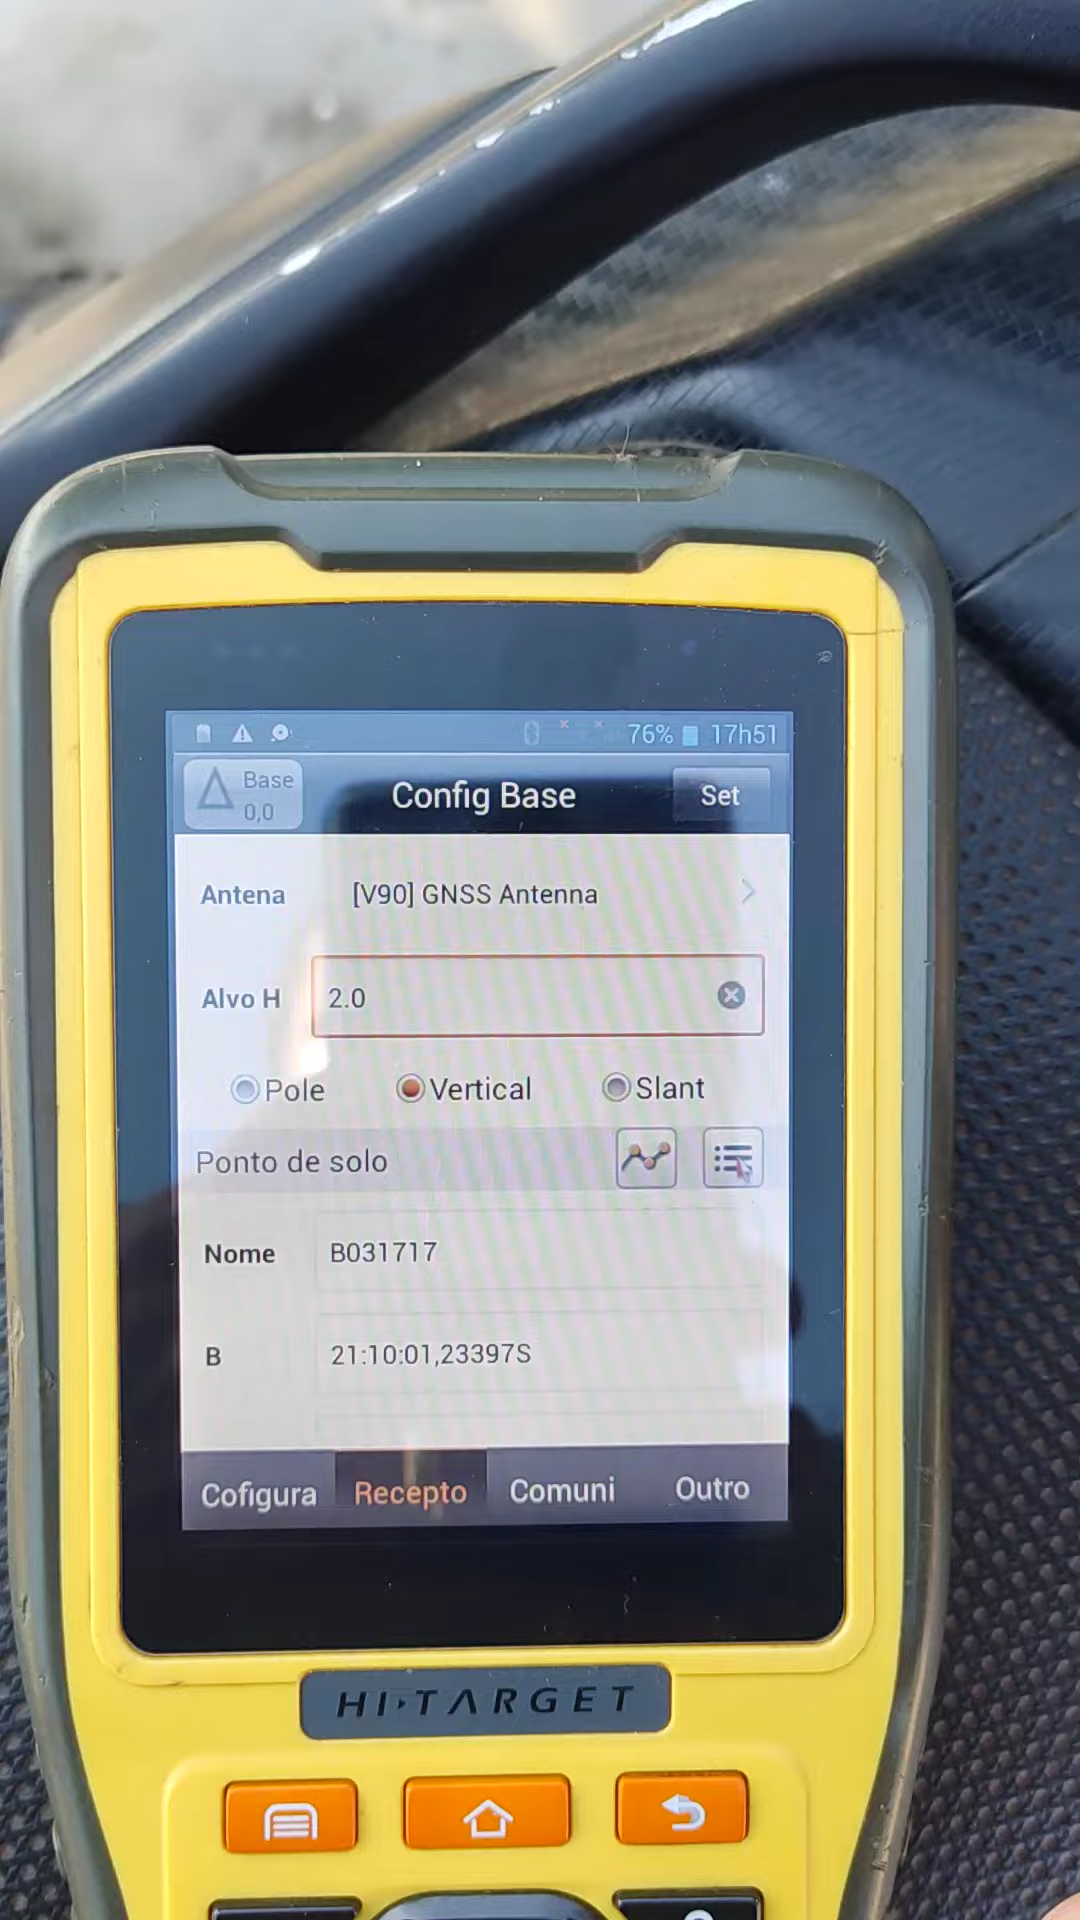 76% 17h51
Base
0,0
Config Base
Set
Antena [V90] GNSS Antenna
Alvo H 2.0
Pole Vertical Slant
Ponto de solo
Nome B031717
B 21:10:01,23397S
Cofigura Recepto Comuni Outro
HI-TARGET